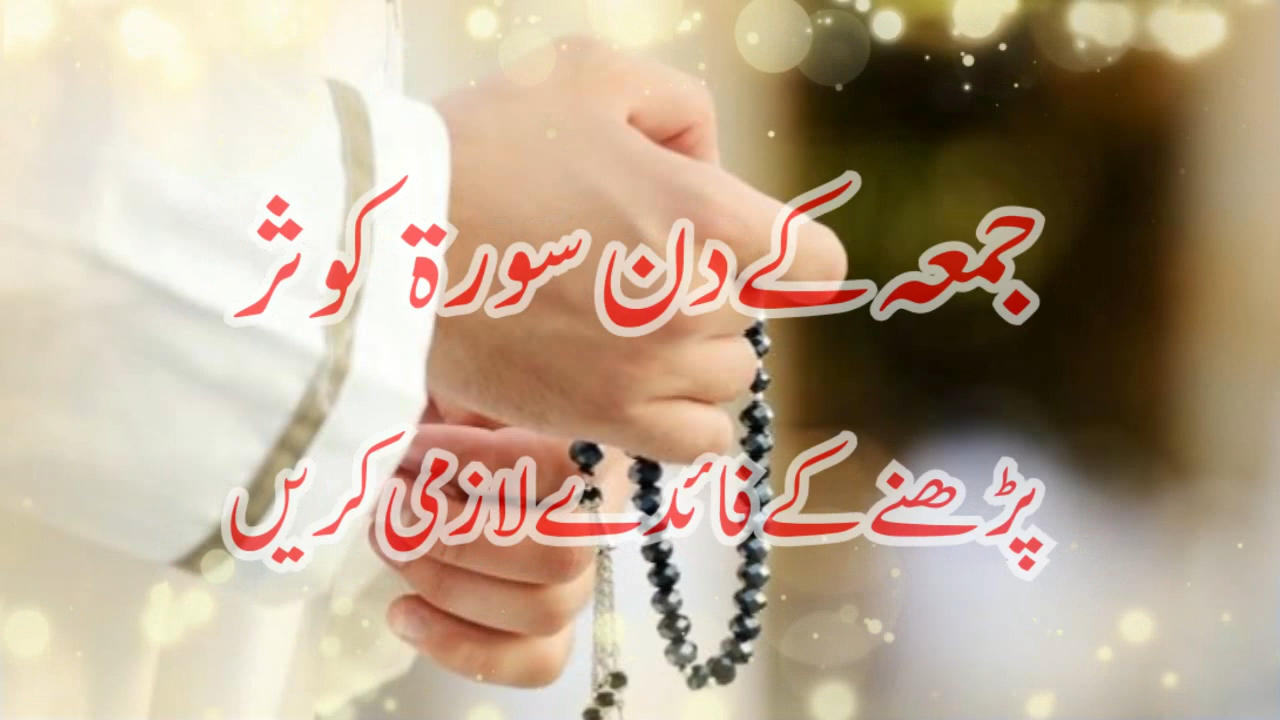 جمعہ کے دن سورۃ کوثر
پڑھنے کے فائدے لازمی کریں